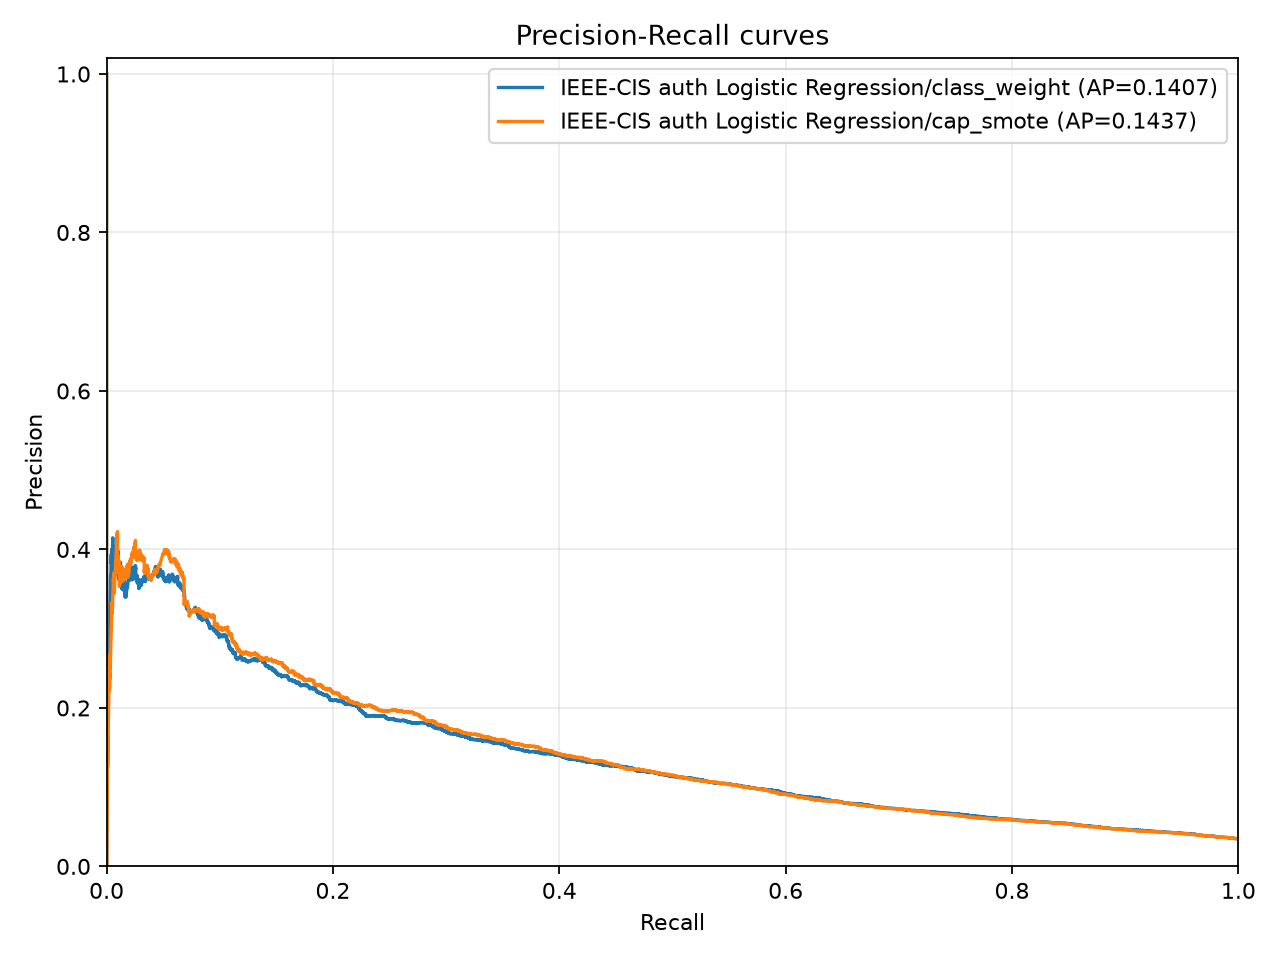 Precision-Recall curves
IEEE-CIS auth Logistic Regression/class_weight (AP=0.1407)
IEEE-CIS auth Logistic Regression/cap_smote (AP=0.1437)
1.0
0.8
0.6
0.4
0.2
0.0
Precision
0.0 0.2 0.4 0.6 0.8 1.0
Recall